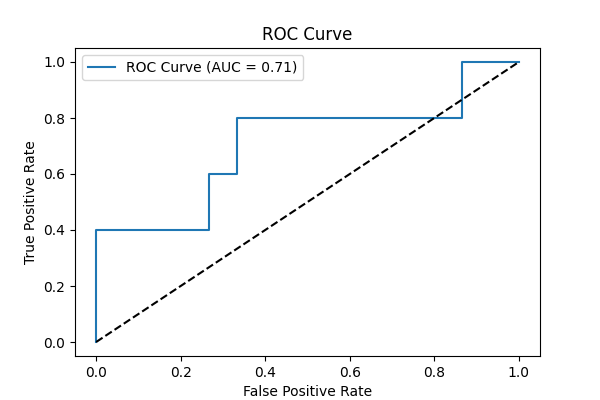 ROC Curve
ROC Curve (AUC = 0.71)
True Positive Rate
1.0
0.8
0.6
0.4
0.2
0.0
0.0 0.2 0.4 0.6 0.8 1.0
False Positive Rate